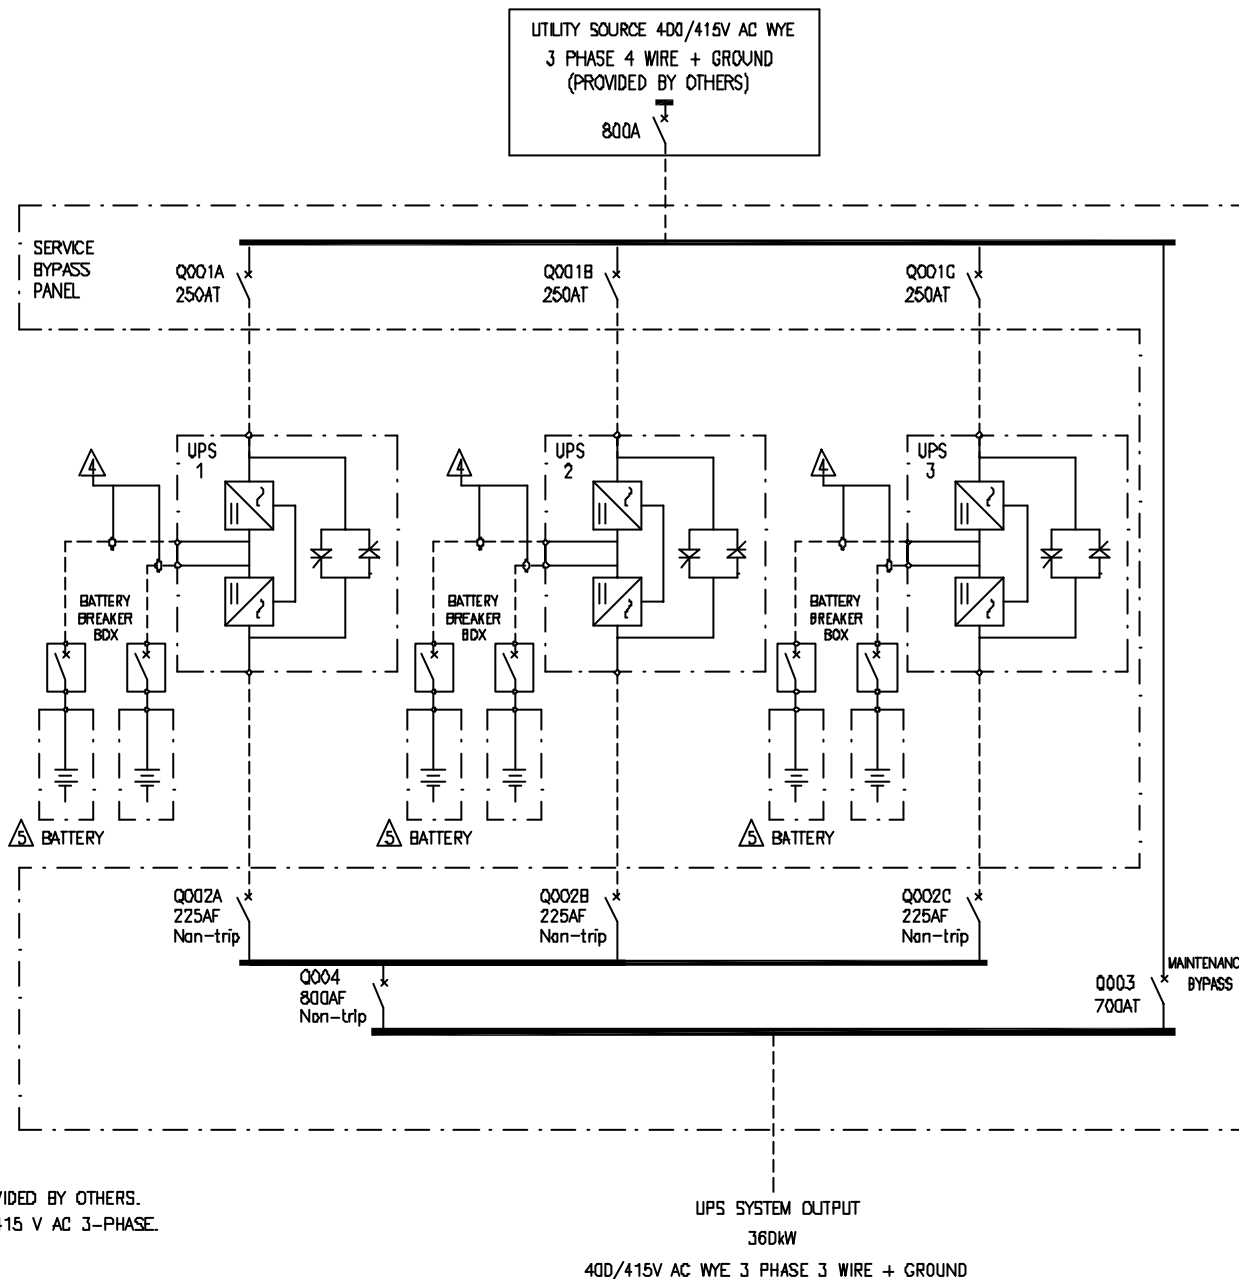 UTILITY SOURCE 400/415V AC WYE
3 PHASE 4 WIRE + GROUND
(PROVIDED BY OTHERS)
800A
SERVICE
BYPASS
PANEL
Q001A
250AT
Q001B
250AT
Q001C
250AT
UPS
1
UPS
2
UPS
3
4
4
4
BATTERY
BREAKER
BOX
BATTERY
BREAKER
BOX
BATTERY
BREAKER
BOX
5 BATTERY
5 BATTERY
5 BATTERY
Q002A
225AF
Non-trip
Q002B
225AF
Non-trip
Q002C
225AF
Non-trip
Q004
800AF
Non-trip
Q003
700AT
MAINTENANC
BYPASS
VIDED BY OTHERS.
415 V AC 3-PHASE.
UPS SYSTEM OUTPUT
360kW
400/415V AC WYE 3 PHASE 3 WIRE + GROUND